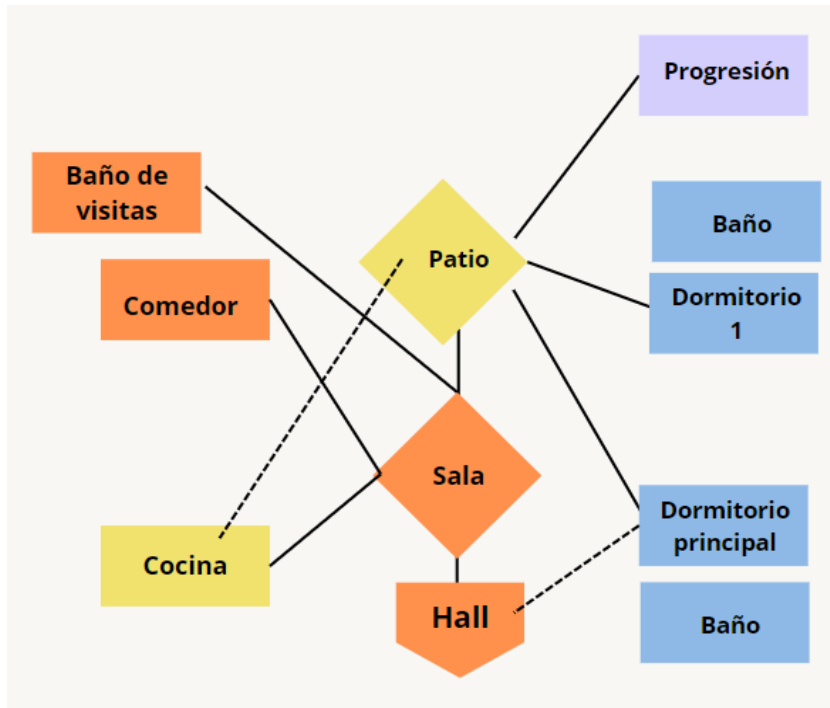 Progresión
Baño de
visitas
Baño
Patio
Comedor
Dormitorio
1
Sala
Dormitorio
principal
Cocina
Hall
Baño